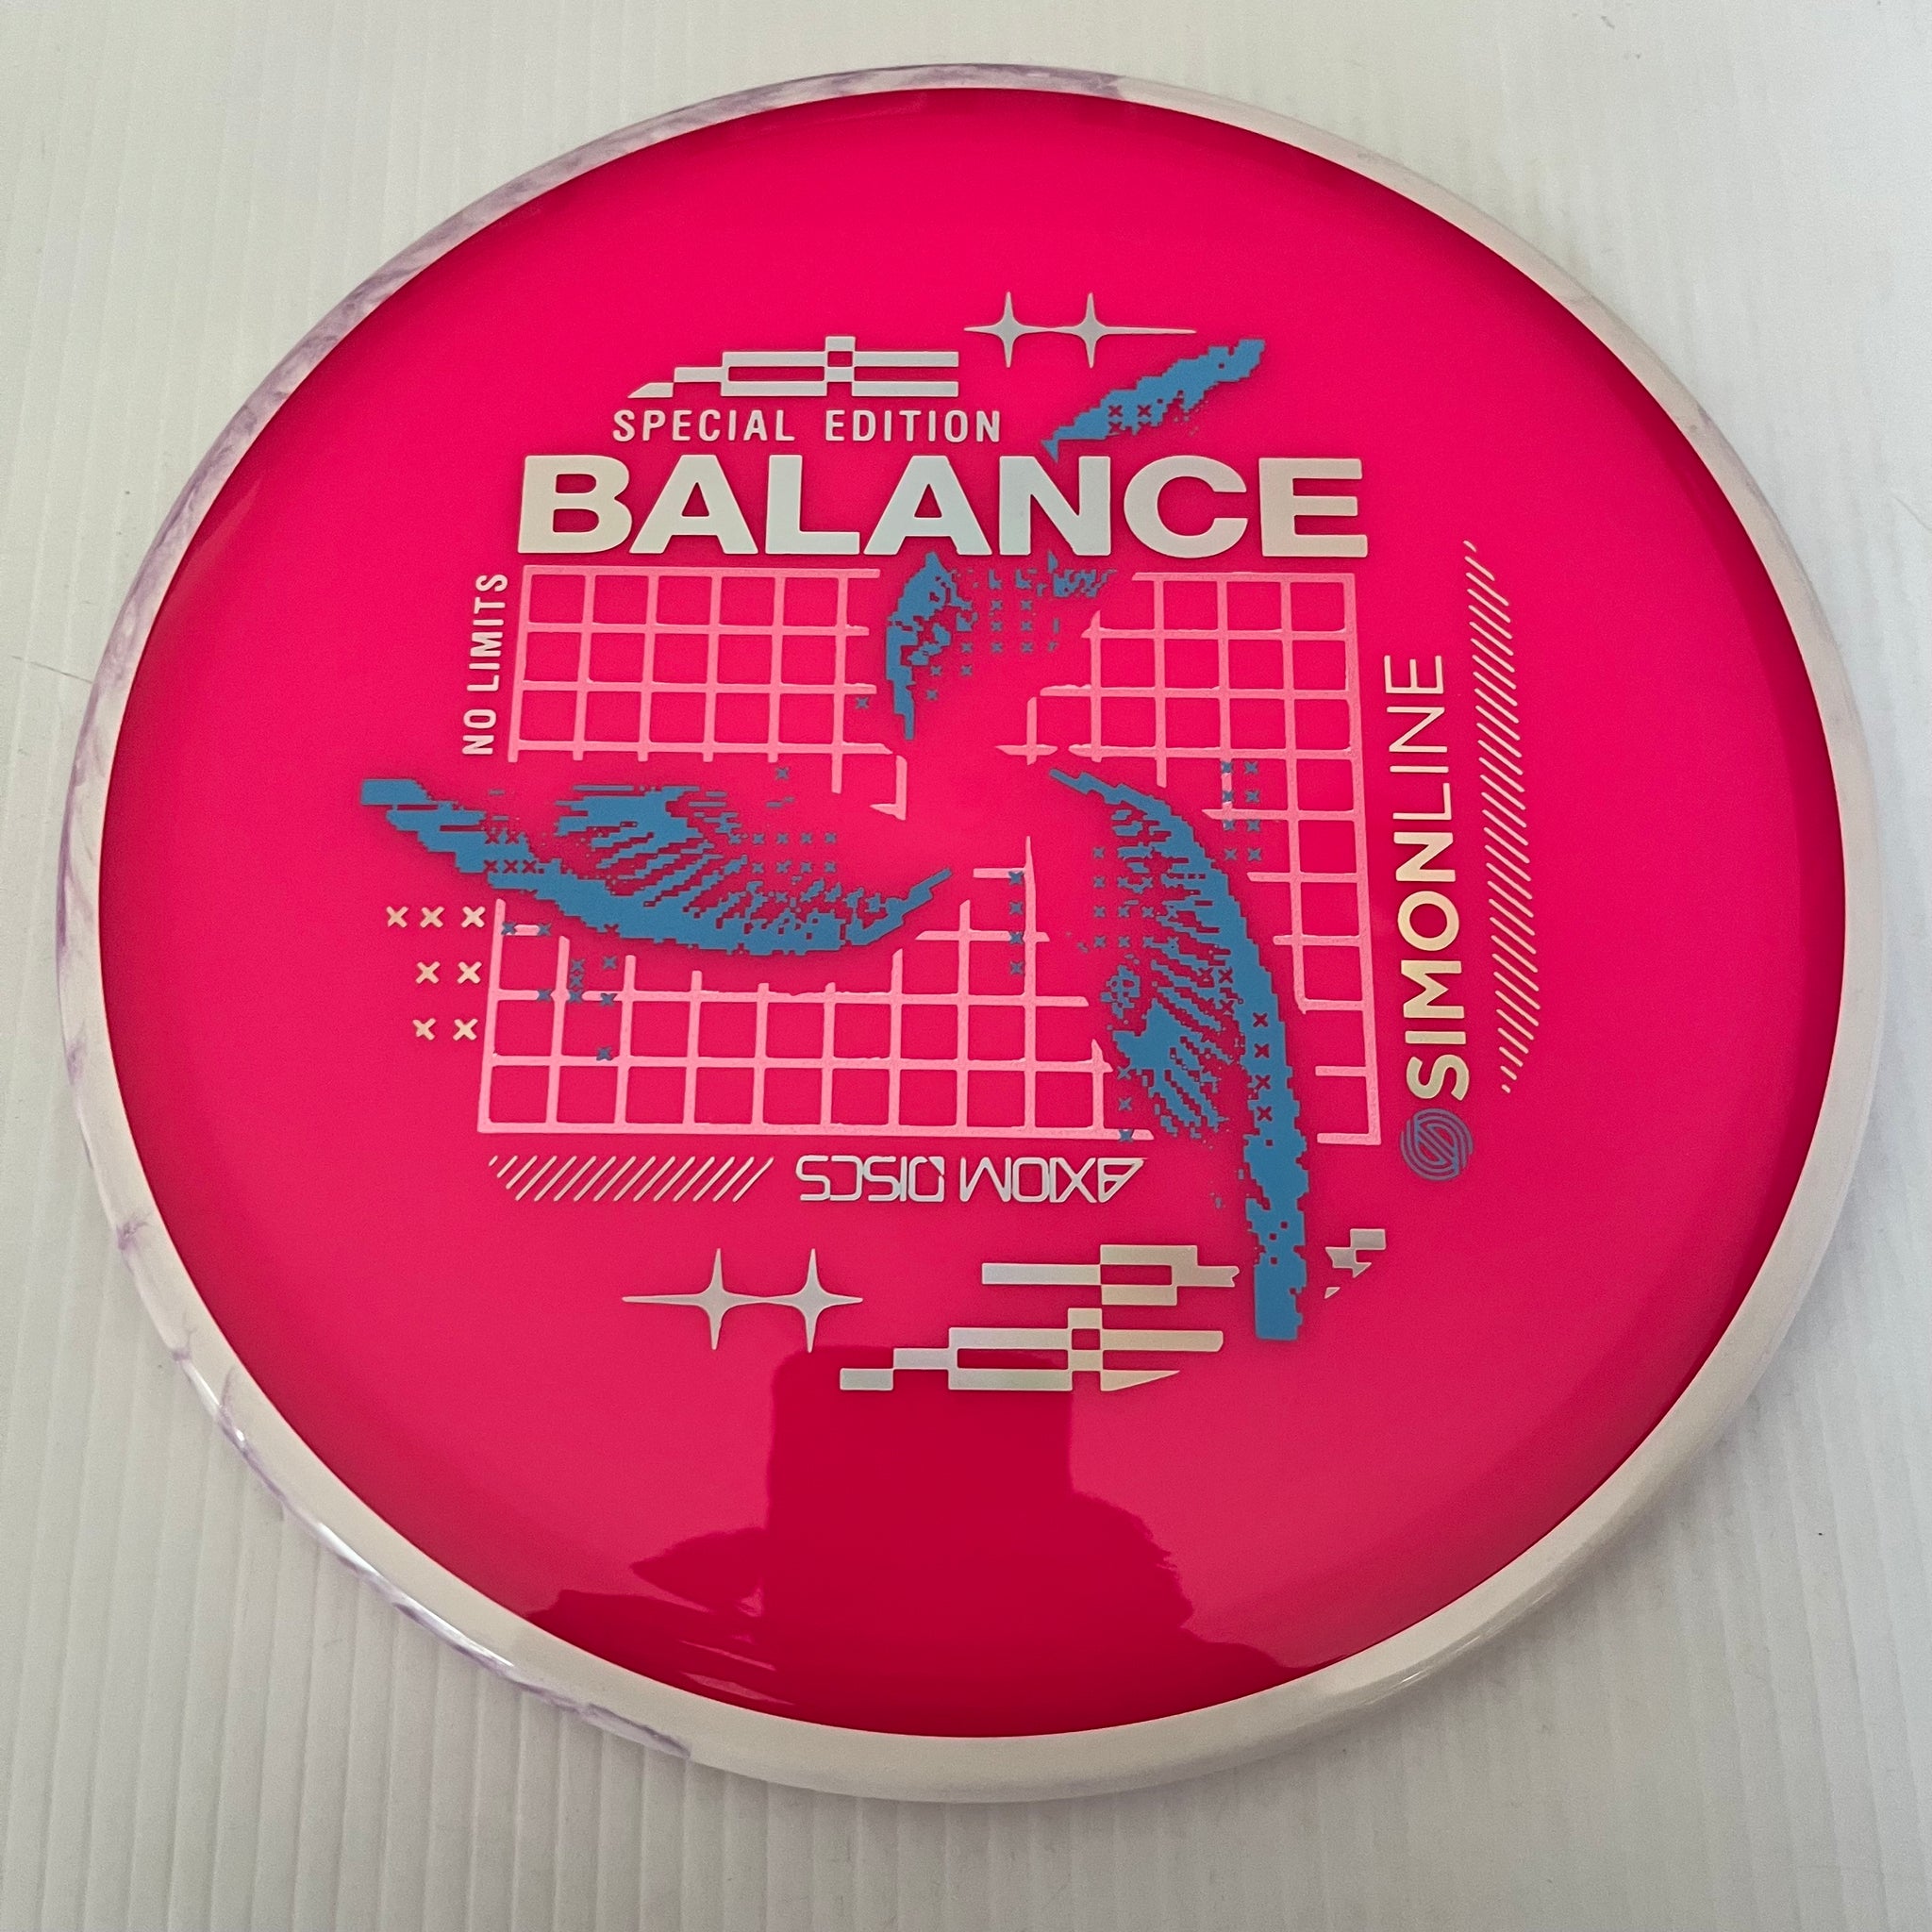 SPECIAL EDITION
BALANCE
NO LIMITS
SIMONLINE
AXIOM DISCS